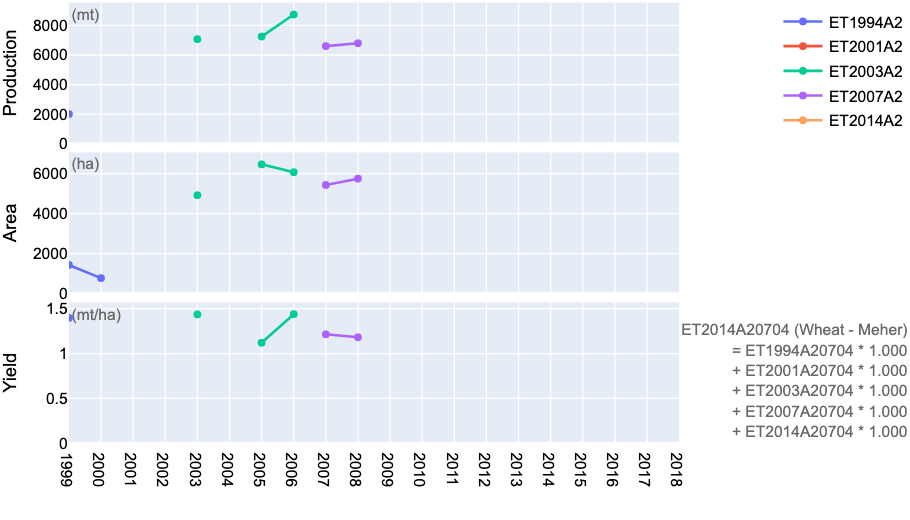 Production
(mt)
8000
6000
4000
2000
0
Area
(ha)
6000
4000
2000
0
Yield
(mt/ha)
1.5
1
0.5
0
1999
2000
2001
2002
2003
2004
2005
2006
2007
2008
2009
2010
2011
2012
2013
2014
2015
2016
2017
2018
ET1994A2
ET2001A2
ET2003A2
ET2007A2
ET2014A2
ET2014A20704 (Wheat - Meher)
= ET1994A20704 * 1.000
+ ET2001A20704 * 1.000
+ ET2003A20704 * 1.000
+ ET2007A20704 * 1.000
+ ET2014A20704 * 1.000